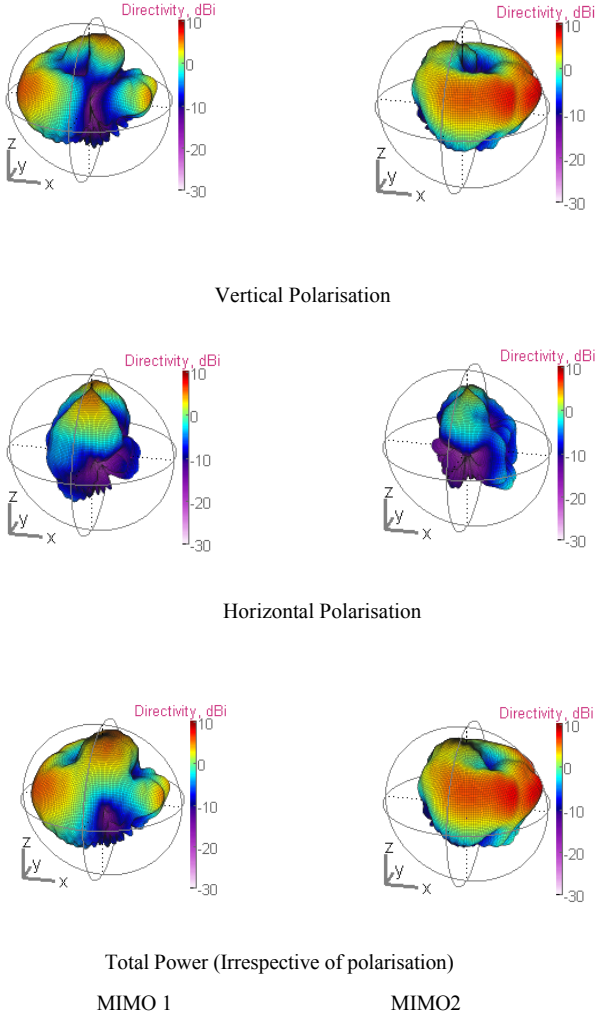 Directivity, dBi
Directivity, dBi
10
0
-10
-20
-30
z
y
x
10
0
-10
-20
-30
z
y
x
Vertical Polarisation
Directivity, dBi
Directivity, dBi
10
0
-10
-20
-30
z
y
x
10
0
-10
-20
-30
z
y
x
Horizontal Polarisation
Directivity, dBi
Directivity, dBi
10
0
-10
-20
-30
z
y
x
10
0
-10
-20
-30
z
y
x
Total Power (Irrespective of polarisation)
MIMO 1 MIMO2